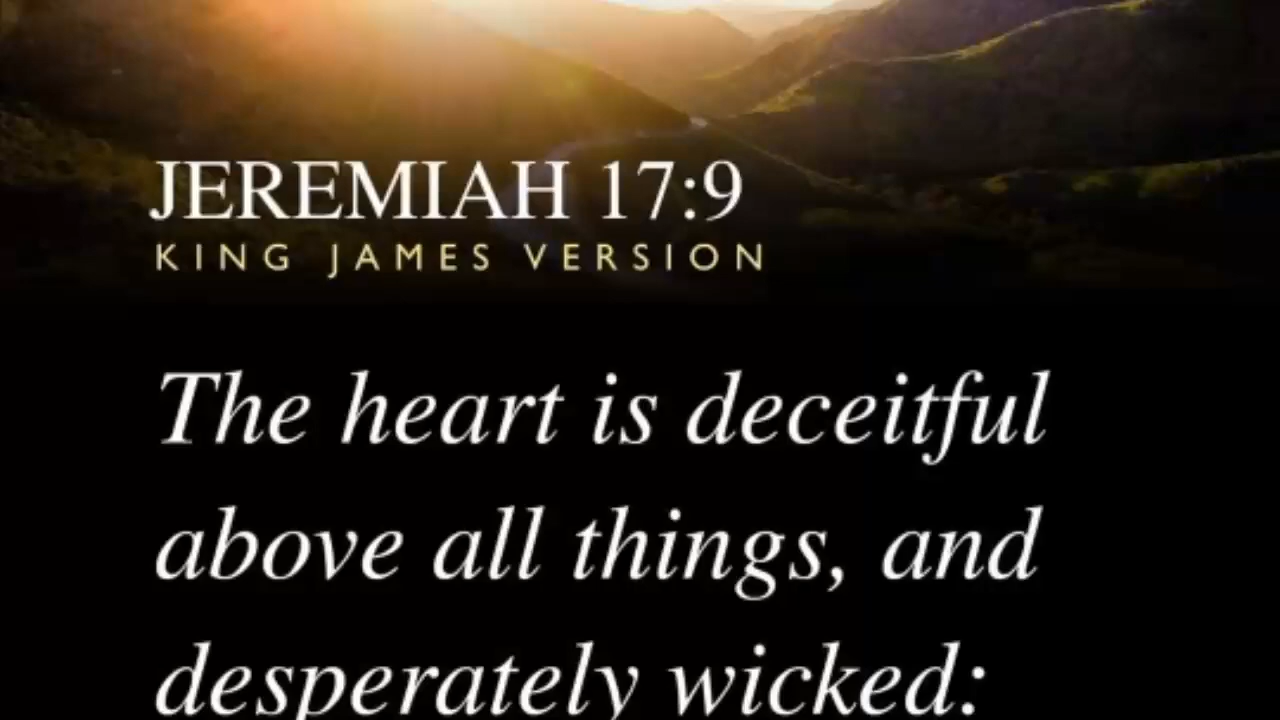 JEREMIAH 17:9
KING JAMES VERSION
The heart is deceitful
above all things, and
desperately wicked: